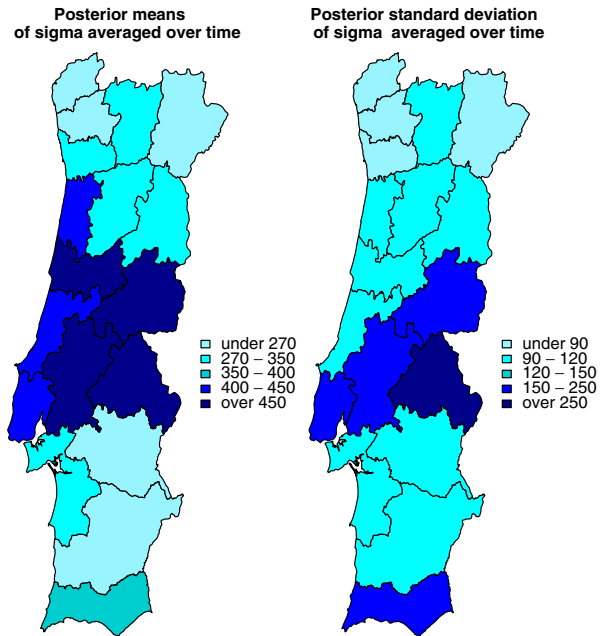 Posterior means
of sigma averaged over time
under 270
270 – 350
350 – 400
400 – 450
over 450
Posterior standard deviation
of sigma averaged over time
under 90
90 – 120
120 – 150
150 – 250
over 250